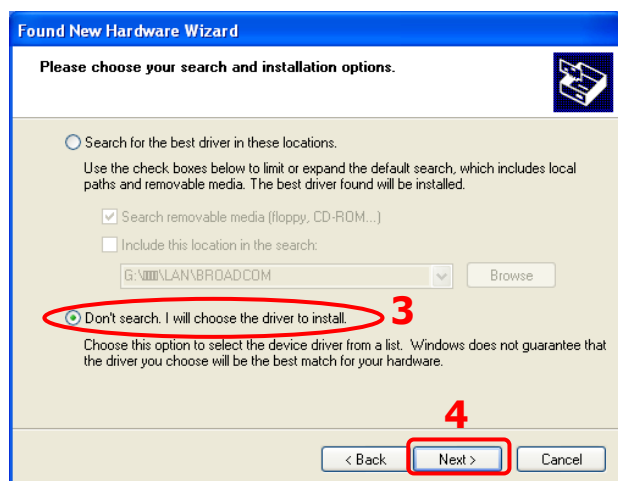 Found New Hardware Wizard
Please choose your search and installation options.
Search for the best driver in these locations.
Use the check boxes below to limit or expand the default search, which includes local
paths and removable media. The best driver found will be installed.
Search removable media (floppy, CD-ROM...)
Include this location in the search:
\LAN\BROADCOM
Browse
Don't search. I will choose the driver to install.
3
Choose this option to select the device driver from a list. Windows does not guarantee that
the driver you choose will be the best match for your hardware.
4
< Back
Next >
Cancel